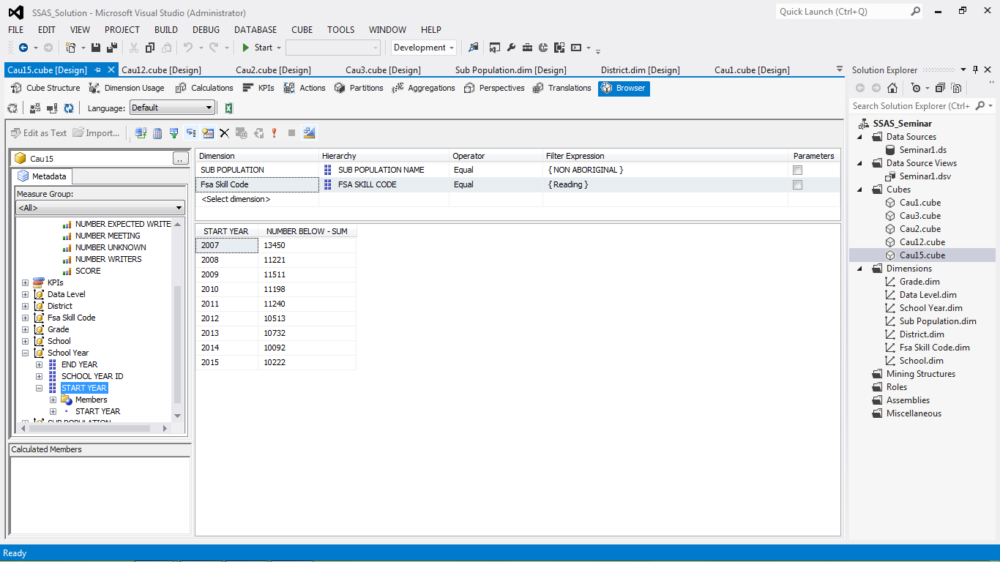 SSAS_Solution - Microsoft Visual Studio (Administrator)
Quick Launch (Ctrl+Q)
FILE EDIT VIEW PROJECT BUILD DEBUG DATABASE CUBE TOOLS WINDOW HELP
Start Development
Cau15.cube [Design] Cau12.cube [Design] Cau2.cube [Design] Cau3.cube [Design] Sub Population.dim [Design] District.dim [Design] Cau1.cube [Design]
Cube Structure Dimension Usage Calculations KPIs Actions Partitions Aggregations Perspectives Translations Browser
Language: Default
Edit as Text Import...
Cau15
..
Metadata
Measure Group:
<All>
NUMBER EXPECTED WRITE
NUMBER MEETING
NUMBER UNKNOWN
NUMBER WRITERS
SCORE
KPIs
Data Level
District
Fsa Skill Code
Grade
School
School Year
END YEAR
SCHOOL YEAR ID
START YEAR
Members
START YEAR
SUB POPULATION
Calculated Members
Dimension Hierarchy Operator Filter Expression Parameters
SUB POPULATION SUB POPULATION NAME Equal { NON ABORIGINAL }
Fsa Skill Code FSA SKILL CODE Equal { Reading }
<Select dimension>
START YEAR NUMBER BELOW - SUM
2007 13450
2008 11221
2009 11511
2010 11198
2011 11240
2012 10513
2013 10732
2014 10092
2015 10222
Solution Explorer
Search Solution Explorer (Ctrl+
SSAS_Seminar
Data Sources
Seminar1.ds
Data Source Views
Seminar1.dsv
Cubes
Cau1.cube
Cau3.cube
Cau2.cube
Cau12.cube
Cau15.cube
Dimensions
Grade.dim
Data Level.dim
School Year.dim
Sub Population.dim
District.dim
Fsa Skill Code.dim
School.dim
Mining Structures
Roles
Assemblies
Miscellaneous
Ready